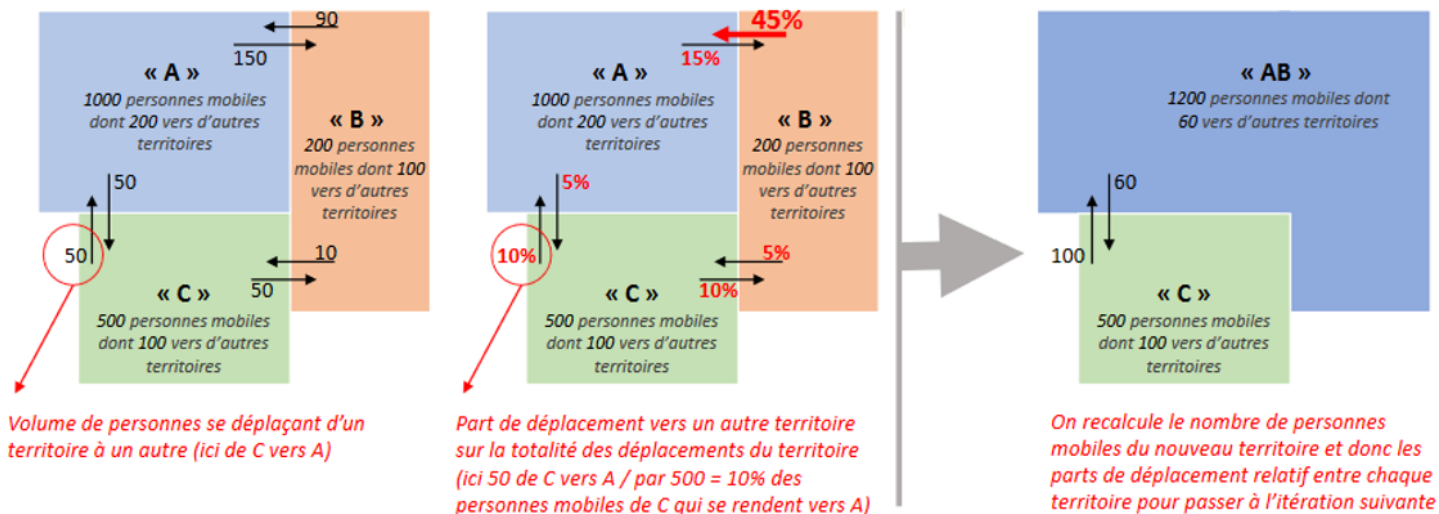 90
150
« A »
1000 personnes mobiles
dont 200 vers d'autres
territoires
« B »
200 personnes
mobiles dont 100
vers d'autres
territoires
50
50
10
50
« C »
500 personnes mobiles
dont 100 vers d'autres
territoires
Volume de personnes se déplaçant d'un
territoire à un autre (ici de C vers A)
45%
15%
« A »
1000 personnes mobiles
dont 200 vers d'autres
territoires
« B »
200 personnes
mobiles dont 100
vers d'autres
territoires
5%
10%
5%
10%
« C »
500 personnes mobiles
dont 100 vers d'autres
territoires
Part de déplacement vers un autre territoire
sur la totalité des déplacements du territoire
(ici 50 de C vers A / par 500 = 10% des
personnes mobiles de C qui se rendent vers A)
« AB »
1200 personnes mobiles dont
60 vers d'autres territoires
60
100
« C »
500 personnes mobiles
dont 100 vers d'autres
territoires
On recalcule le nombre de personnes
mobiles du nouveau territoire et donc les
parts de déplacement relatif entre chaque
territoire pour passer à l'itération suivante